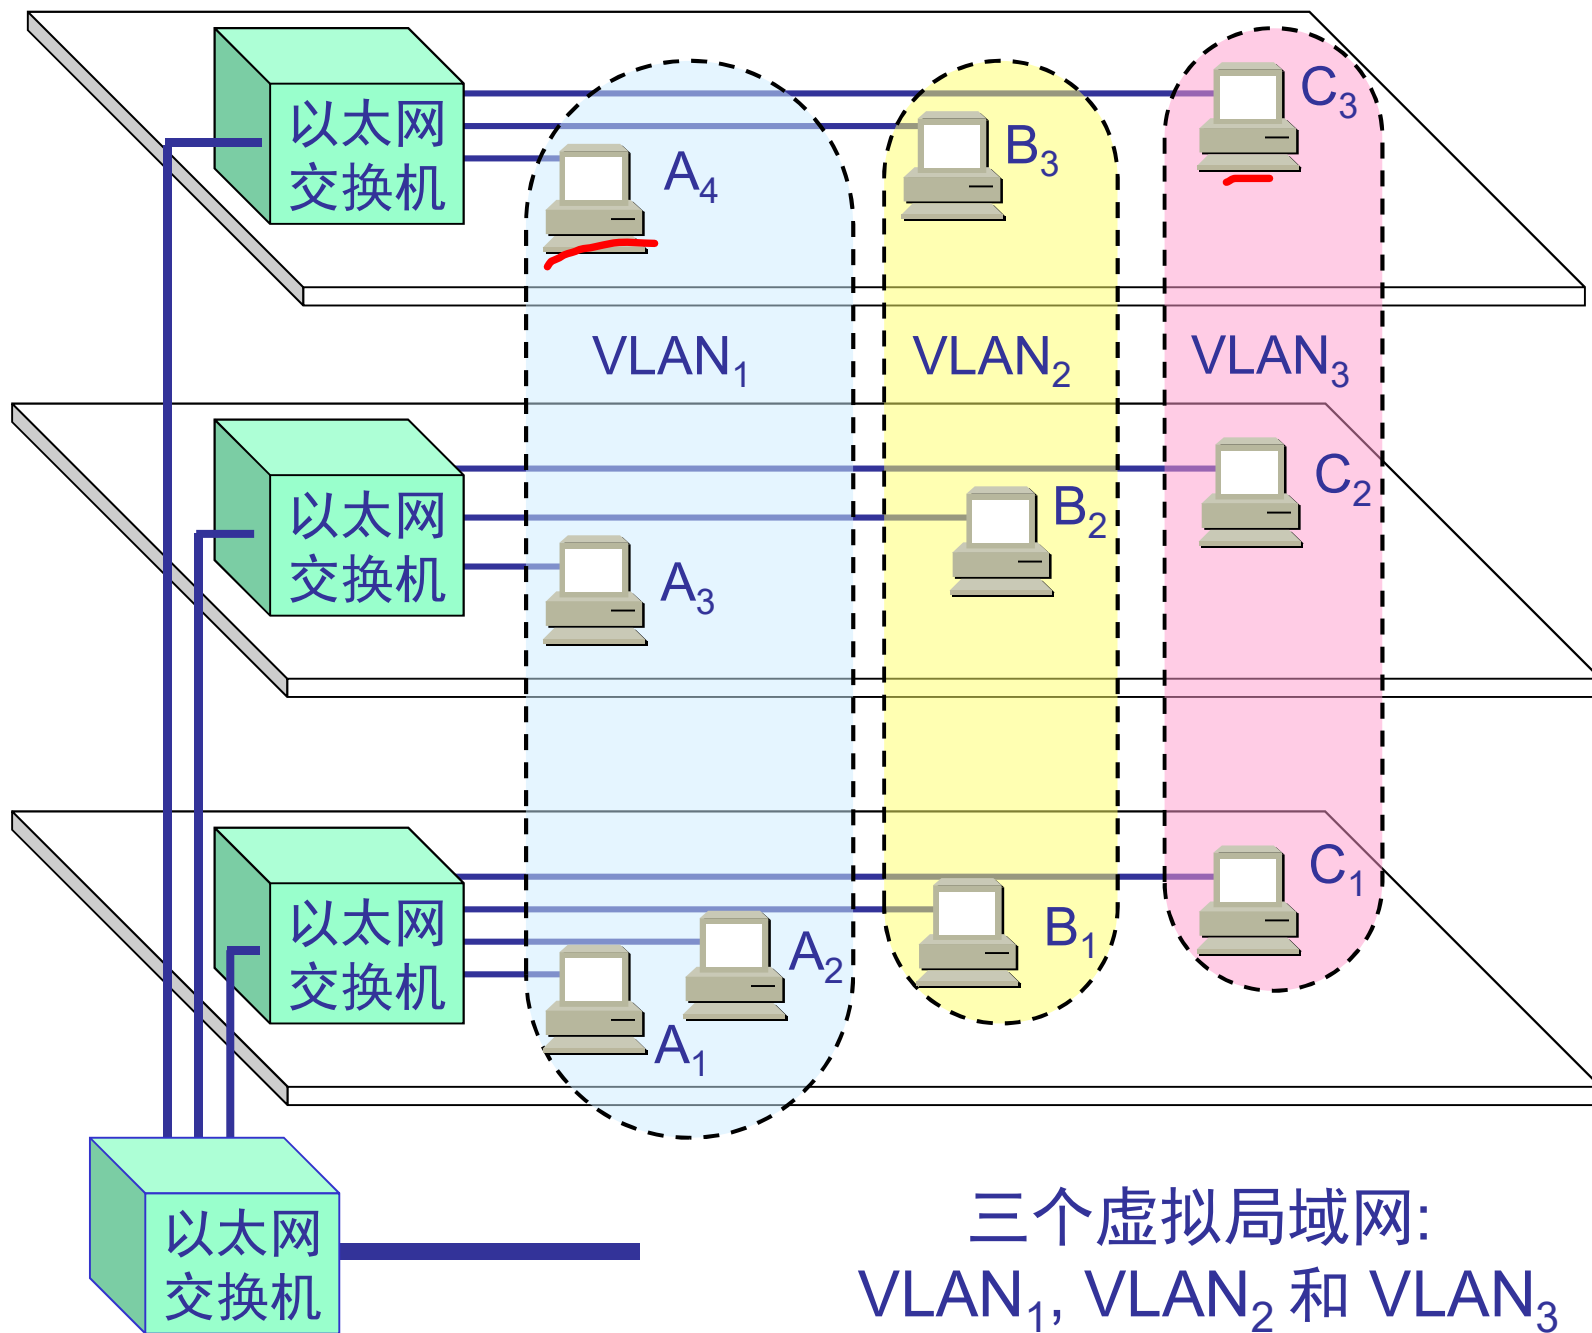 以太网
交换机
A4
B3
C3
VLAN1
VLAN2
VLAN3
以太网
交换机
A3
B2
C2
以太网
交换机
A1
A2
B1
C1
以太网
交换机
三个虚拟局域网:
VLAN1, VLAN2 和 VLAN3